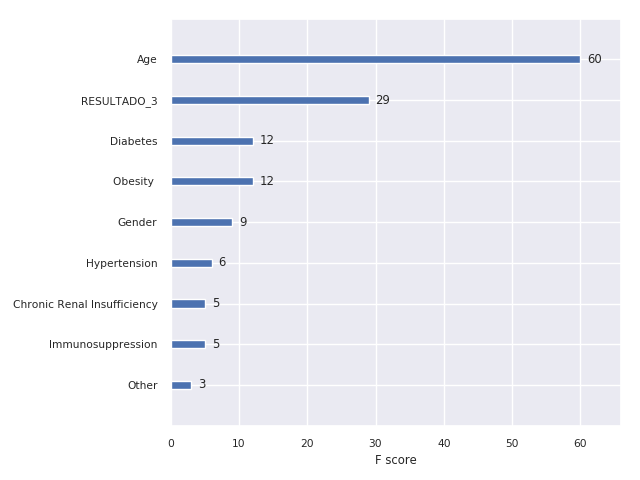 Age 60
RESULTADO_3 29
Diabetes 12
Obesity 12
Gender 9
Hypertension 6
Chronic Renal Insufficiency 5
Immunosuppression 5
Other 3
0 10 20 30 40 50 60
F score